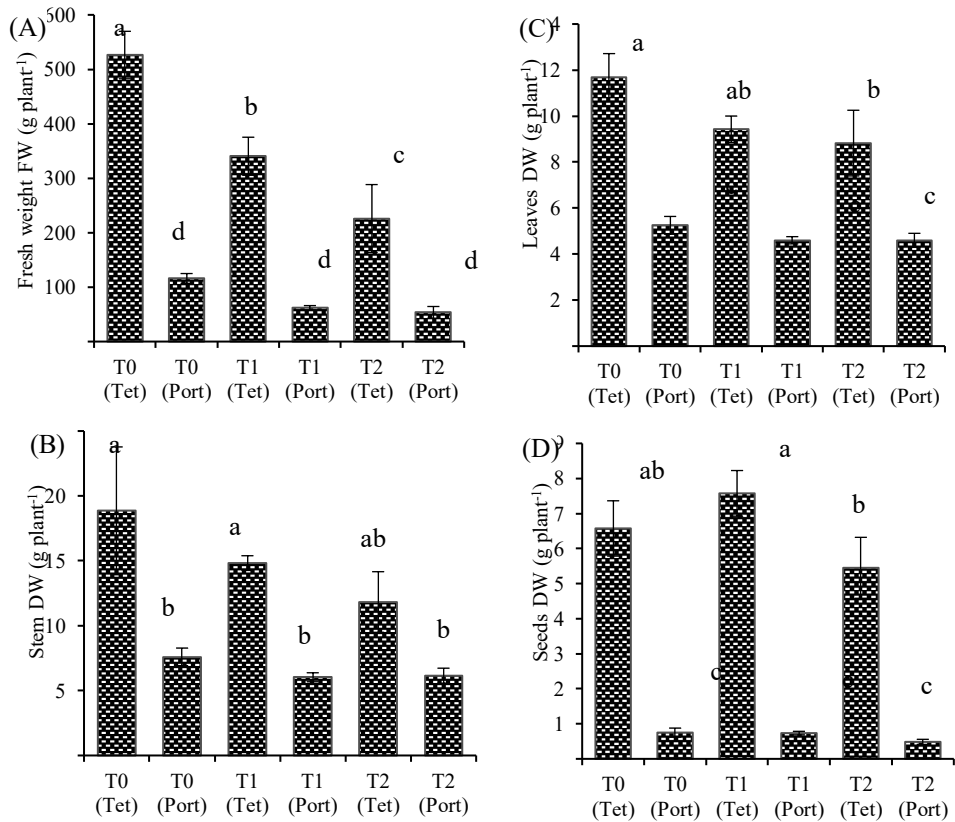 (A)
Fresh weight FW (g plant-1)
600
500
400
300
200
100
a
d
b
d
c
d
T0 T0 T1 T1 T2 T2
(Tet) (Port) (Tet) (Port) (Tet) (Port)
(C)
Leaves DW (g plant-1)
14
12
10
8
6
4
2
a
ab
b
c
T0 T0 T1 T1 T2 T2
(Tet) (Port) (Tet) (Port) (Tet) (Port)
(B)
Stem DW (g plant-1)
20
15
10
5
a
b
a
b
ab
b
T0 T0 T1 T1 T2 T2
(Tet) (Port) (Tet) (Port) (Tet) (Port)
(D)
Seeds DW (g plant-1)
9
8
7
6
5
4
3
2
1
ab
c
a
b
c
T0 T0 T1 T1 T2 T2
(Tet) (Port) (Tet) (Port) (Tet) (Port)